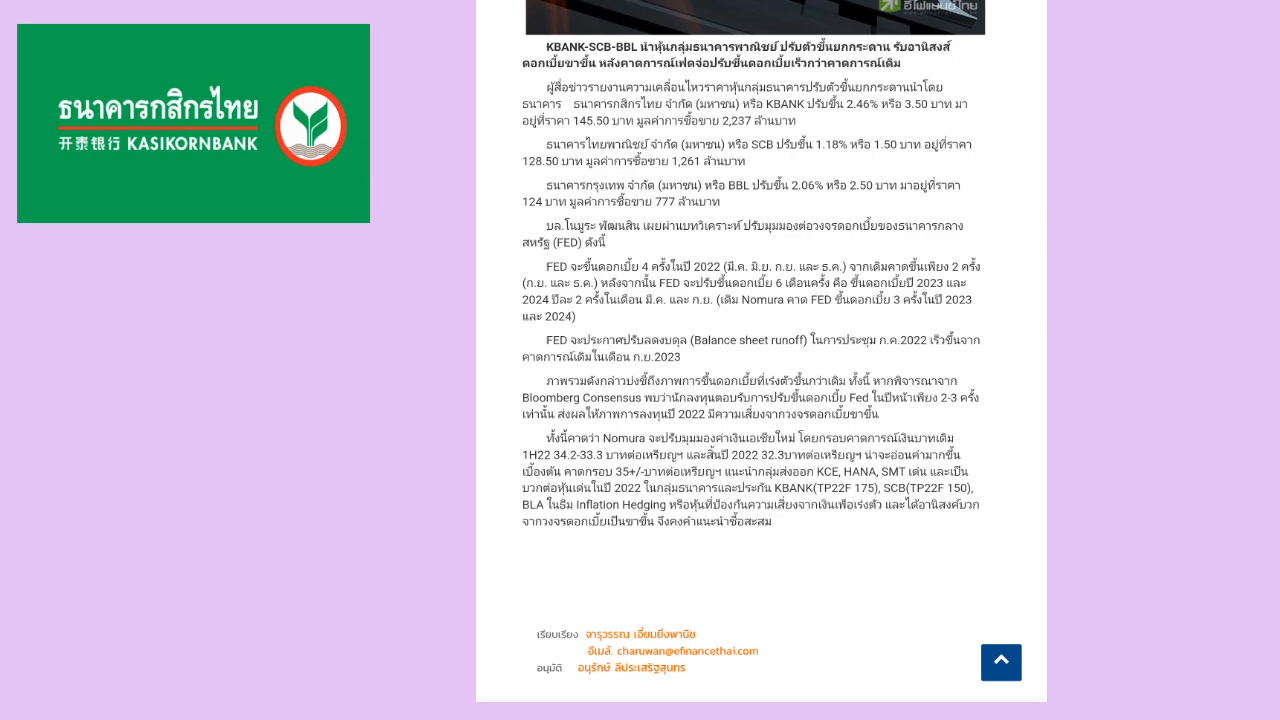 ธนาคารกสิกรไทย
开泰银行 KASIKORNBANK
อีไฟแนนซ์ไทย
KBANK-SCB-BBL นำหุ้นกลุ่มธนาคารพาณิชย์ ปรับตัวขึ้นยกกระดาน รับอานิสงส์
ดอกเบี้ยขาขึ้น หลังคาดการณ์เฟดจ่อปรับขึ้นดอกเบี้ยเร็วกว่าคาดการณ์เดิม
ผู้สื่อข่าวรายงานความเคลื่อนไหวราคาหุ้นกลุ่มธนาคารปรับตัวขึ้นยกกระดานนำโดย
ธนาคาร ธนาคารกสิกรไทย จำกัด (มหาชน) หรือ KBANK ปรับขึ้น 2.46% หรือ 3.50 บาท มา
อยู่ที่ราคา 145.50 บาท มูลค่าการซื้อขาย 2,237 ล้านบาท
ธนาคารไทยพาณิชย์ จำกัด (มหาชน) หรือ SCB ปรับขึ้น 1.18% หรือ 1.50 บาท อยู่ที่ราคา
128.50 บาท มูลค่าการซื้อขาย 1,261 ล้านบาท
ธนาคารกรุงเทพ จำกัด (มหาชน) หรือ BBL ปรับขึ้น 2.06% หรือ 2.50 บาท มาอยู่ที่ราคา
124 บาท มูลค่าการซื้อขาย 777 ล้านบาท
บล.โนมูระ พัฒนสิน เผยผ่านบทวิเคราะห์ ปรับมุมมองต่อวงจรดอกเบี้ยของธนาคารกลาง
สหรัฐ (FED) ดังนี้
FED จะขึ้นดอกเบี้ย 4 ครั้งในปี 2022 (มี.ค. มิ.ย. ก.ย. และ ธ.ค.) จากเดิมคาดขึ้นเพียง 2 ครั้ง
(ก.ย. และ ธ.ค.) หลังจากนั้น FED จะปรับขึ้นดอกเบี้ย 6 เดือนครั้ง คือ ขึ้นดอกเบี้ยปี 2023 และ
2024 ปีละ 2 ครั้งในเดือน มี.ค. และ ก.ย. (เดิม Nomura คาด FED ขึ้นดอกเบี้ย 3 ครั้งในปี 2023
และ 2024)
FED จะประกาศปรับลดงบดุล (Balance sheet runoff) ในการประชุม ก.ค.2022 เร็วขึ้นจาก
คาดการณ์เดิมในเดือน ก.ย.2023
ภาพรวมดังกล่าวบ่งชี้ถึงภาพการขึ้นดอกเบี้ยที่เร่งตัวขึ้นกว่าเดิม ทั้งนี้ หากพิจารณาจาก
Bloomberg Consensus พบว่านักลงทุนตอบรับการปรับขึ้นดอกเบี้ย Fed ในปีหน้าเพียง 2-3 ครั้ง
เท่านั้น ส่งผลให้ภาพการลงทุนปี 2022 มีความเสี่ยงจากวงจรดอกเบี้ยขาขึ้น
ทั้งนี้คาดว่า Nomura จะปรับมุมมองค่าเงินเอเชียใหม่ โดยกรอบคาดการณ์เงินบาทเดิม
1H22 34.2-33.3 บาทต่อเหรียญฯ และสิ้นปี 2022 32.3บาทต่อเหรียญฯ น่าจะอ่อนค่ามากขึ้น
เบื้องต้น คาดกรอบ 35+/-บาทต่อเหรียญฯ แนะนำกลุ่มส่งออก KCE, HANA, SMT เด่น และเป็น
บวกต่อหุ้นเด่นในปี 2022 ในกลุ่มธนาคารและประกัน KBANK(TP22F 175), SCB(TP22F 150),
BLA ในธีม Inflation Hedging หรือหุ้นที่ป้องกันความเสี่ยงจากเงินเฟ้อเร่งตัว และได้อานิสงค์บวก
จากวงจรดอกเบี้ยเป็นขาขึ้น จึงคงคำแนะนำซื้อสะสม
เรียบเรียง จารุวรรณ เอี่ยมยิ่งพานิช
อีเมล์. charuwan@efinancethai.com
อนุมัติ อนุรักษ์ ลีประเสริฐสุนทร